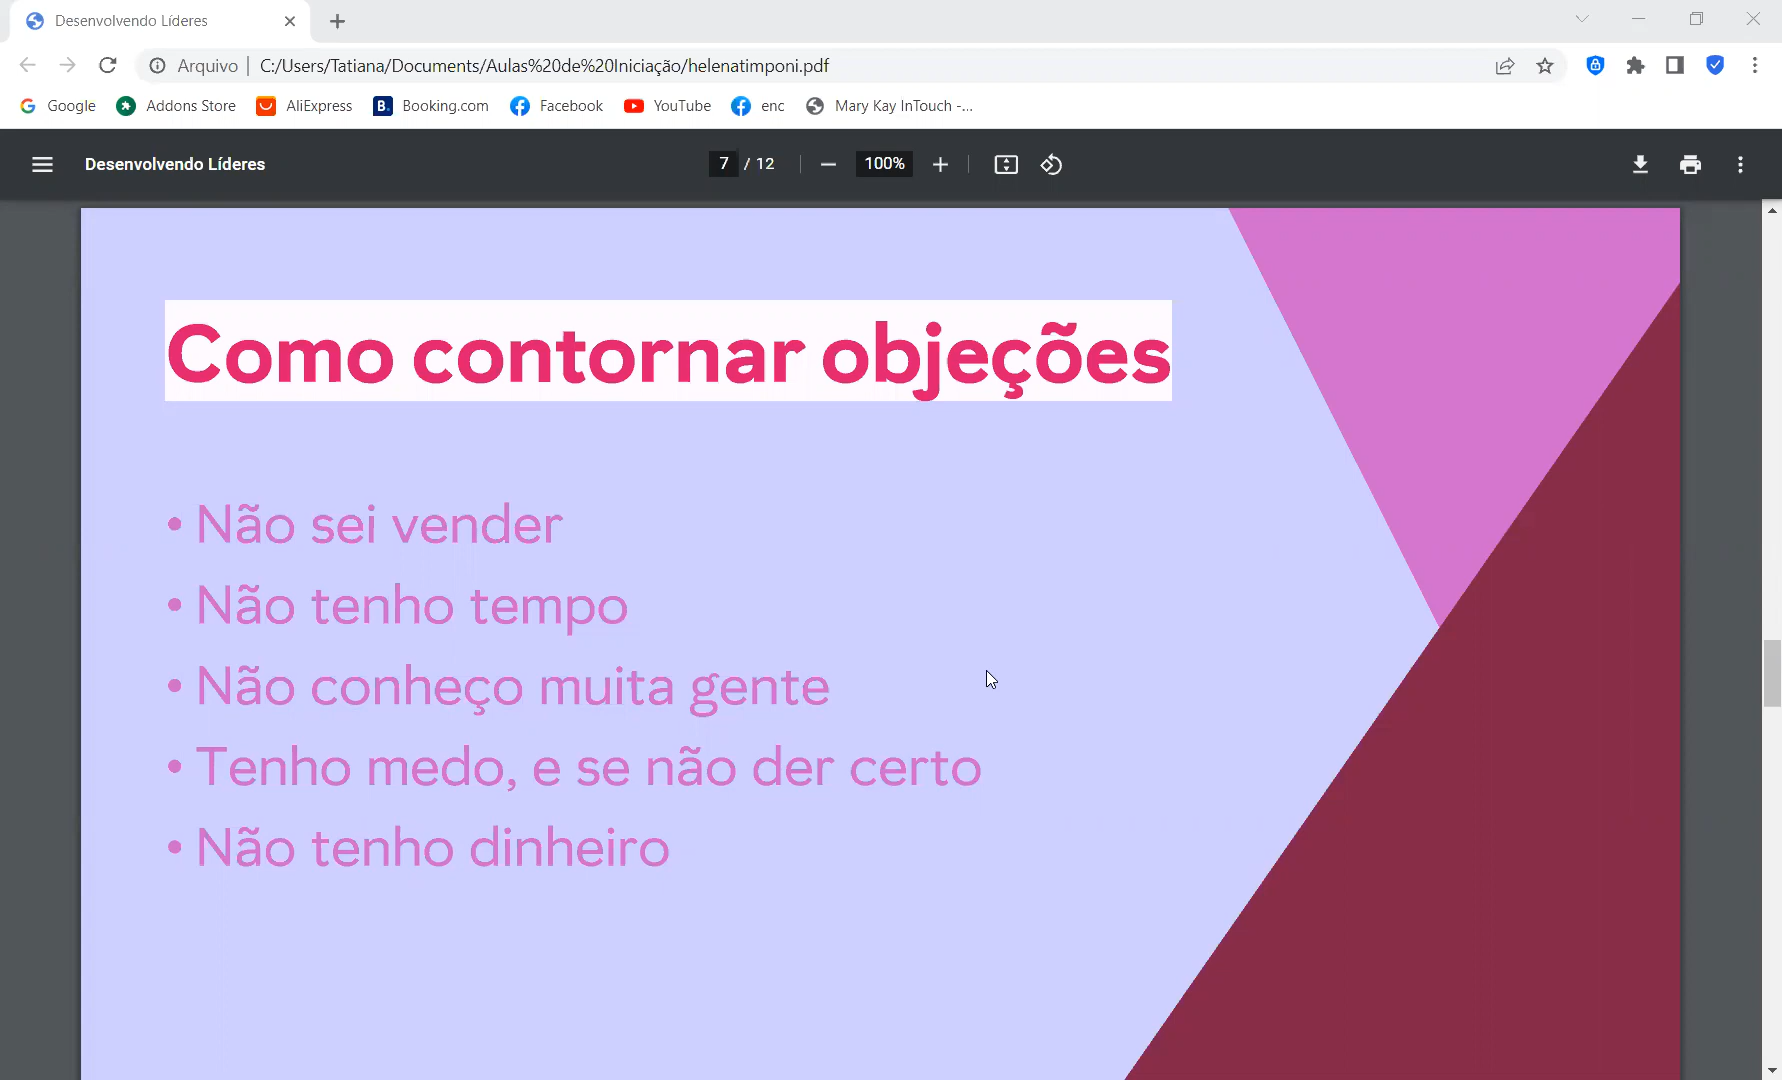 Desenvolvendo Líderes
Arquivo C:/Users/Tatiana/Documents/Aulas%20de%20Iniciação/helenatimponi.pdf
Google Addons Store AliExpress B. Booking.com Facebook YouTube enc Mary Kay InTouch -...
Desenvolvendo Líderes 7 / 12 100%
Como contornar objeções
• Não sei vender
• Não tenho tempo
• Não conheço muita gente
• Tenho medo, e se não der certo
• Não tenho dinheiro